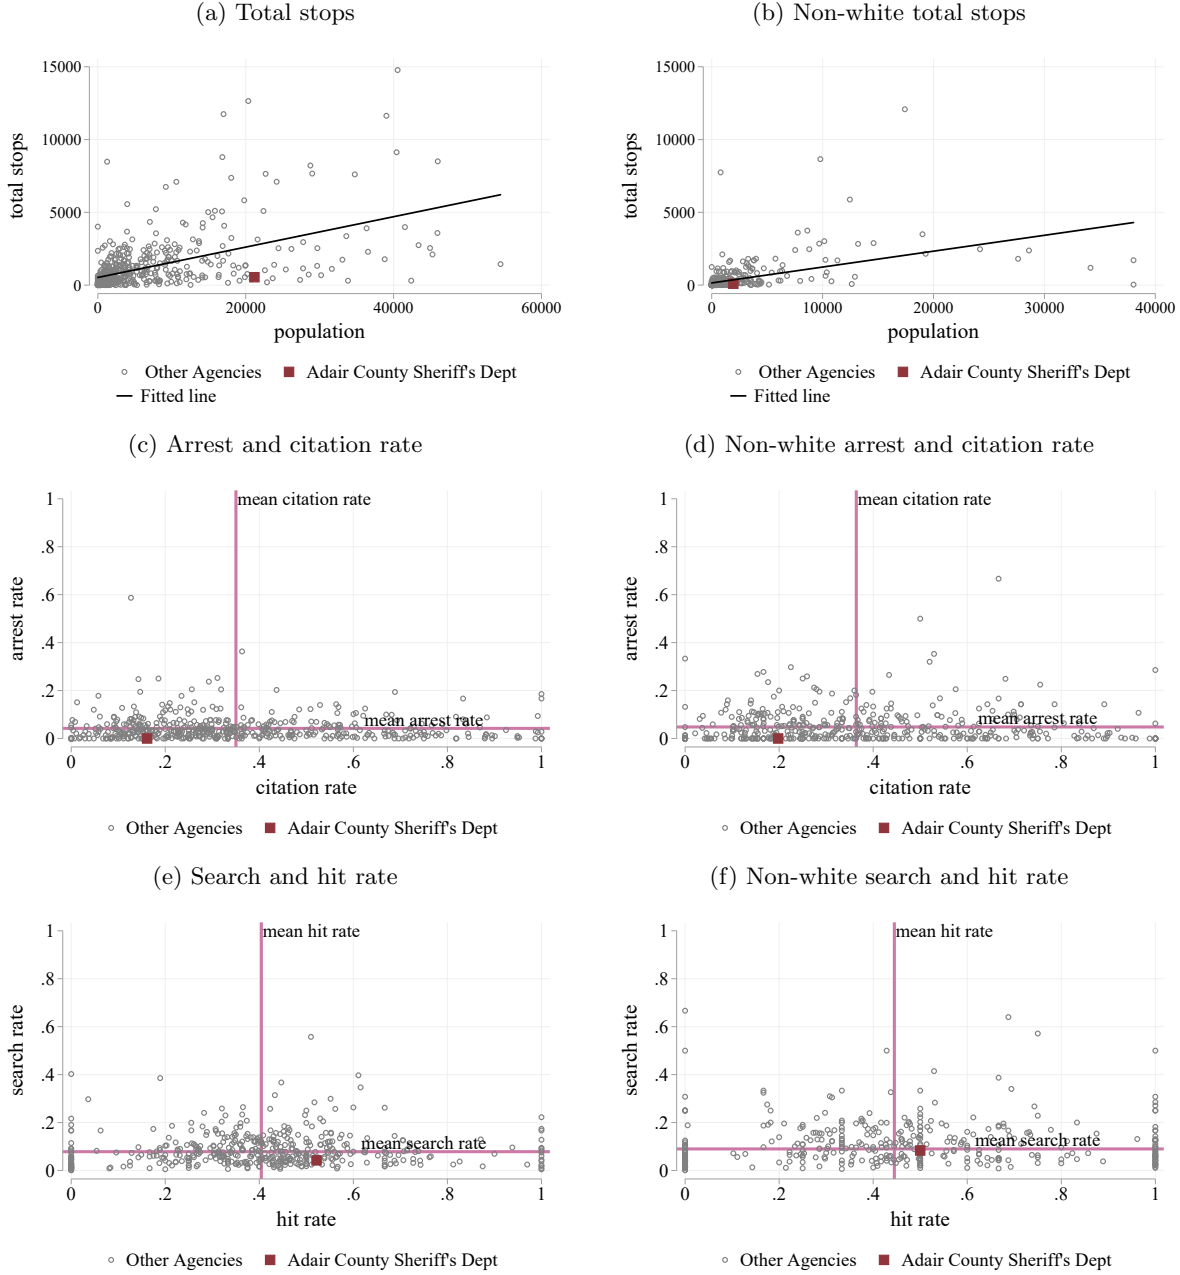 (a) Total stops
(b) Non-white total stops
15000
10000
5000
0
total stops
0 20000 40000 60000
population
Other Agencies Adair County Sheriff's Dept
Fitted line
15000
10000
5000
0
total stops
0 10000 20000 30000 40000
population
Other Agencies Adair County Sheriff's Dept
Fitted line
(c) Arrest and citation rate
(d) Non-white arrest and citation rate
mean citation rate
1
.8
.6
.4
.2
0
arrest rate
mean arrest rate
0 .2 .4 .6 .8 1
citation rate
Other Agencies Adair County Sheriff's Dept
mean citation rate
1
.8
.6
.4
.2
0
arrest rate
mean arrest rate
0 .2 .4 .6 .8 1
citation rate
Other Agencies Adair County Sheriff's Dept
(e) Search and hit rate
(f) Non-white search and hit rate
mean hit rate
1
.8
.6
.4
.2
0
search rate
mean search rate
0 .2 .4 .6 .8 1
hit rate
Other Agencies Adair County Sheriff's Dept
mean hit rate
1
.8
.6
.4
.2
0
search rate
mean search rate
0 .2 .4 .6 .8 1
hit rate
Other Agencies Adair County Sheriff's Dept